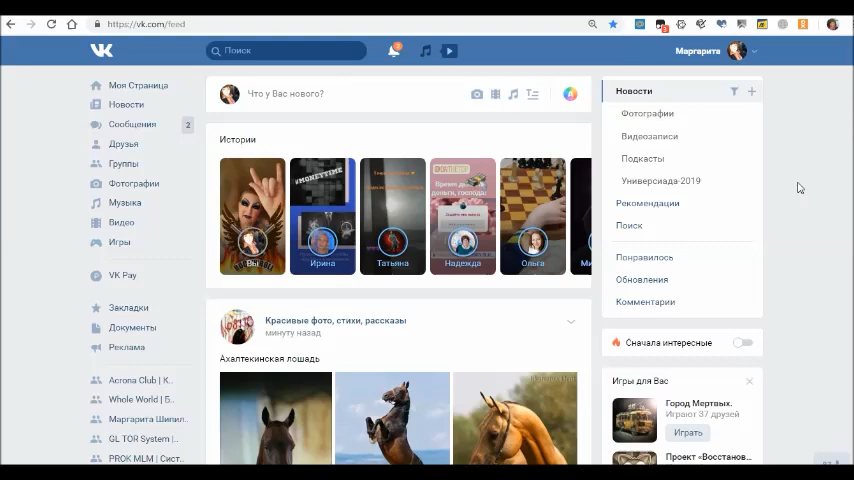 https://vk.com/feed
Поиск
Маргарита
Моя Страница
Новости
Сообщения
2
Друзья
Группы
Фотографии
Музыка
Видео
Игры
VK Pay
Закладки
Документы
Реклама
Acrona Club | К..
Whole World | Б..
Маргарита Шипил..
GL TOR System |..
PROK MLM | Сист..
Что у Вас нового?
Истории
#MONEYTIME
Вы
Ирина
Татьяна
Надежда
Ольга
Красивые фото, стихи, рассказы
минуту назад
Ахалтекинская лошадь
Новости
Фотографии
Видеозаписи
Подкасты
Универсиада-2019
Рекомендации
Поиск
Понравилось
Обновления
Комментарии
Сначала интересные
Игры для Вас
Город Мертвых.
Играют 37 друзей
Играть
Проект «Восстанов...